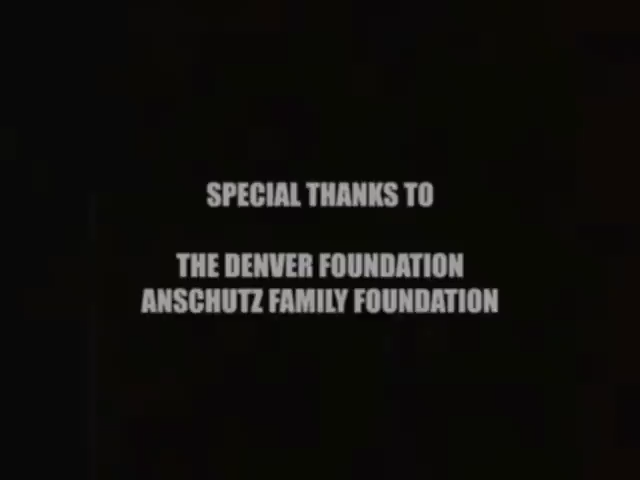 SPECIAL THANKS TO
THE DENVER FOUNDATION
ANSCHUTZ FAMILY FOUNDATION